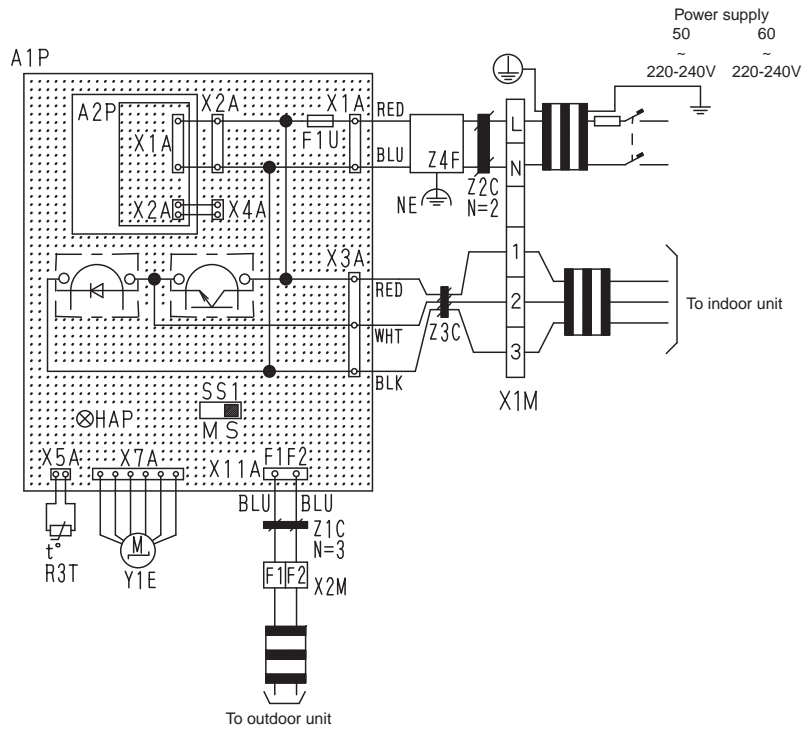 Power supply
50 60
~ ~
220-240V 220-240V
A1P
A2P X2A X1A RED
X1A F1U L
BLU Z4F N
X2A X4A NE Z2C
N=2
X3A 1
RED
2 To indoor unit
WHT Z3C
3
BLK
SS1 X1M
HAP
M S
X5A X7A X11A F1F2
BLU BLU
Z1C
N=3
t° M
R3T Y1E F1 F2 X2M
To outdoor unit